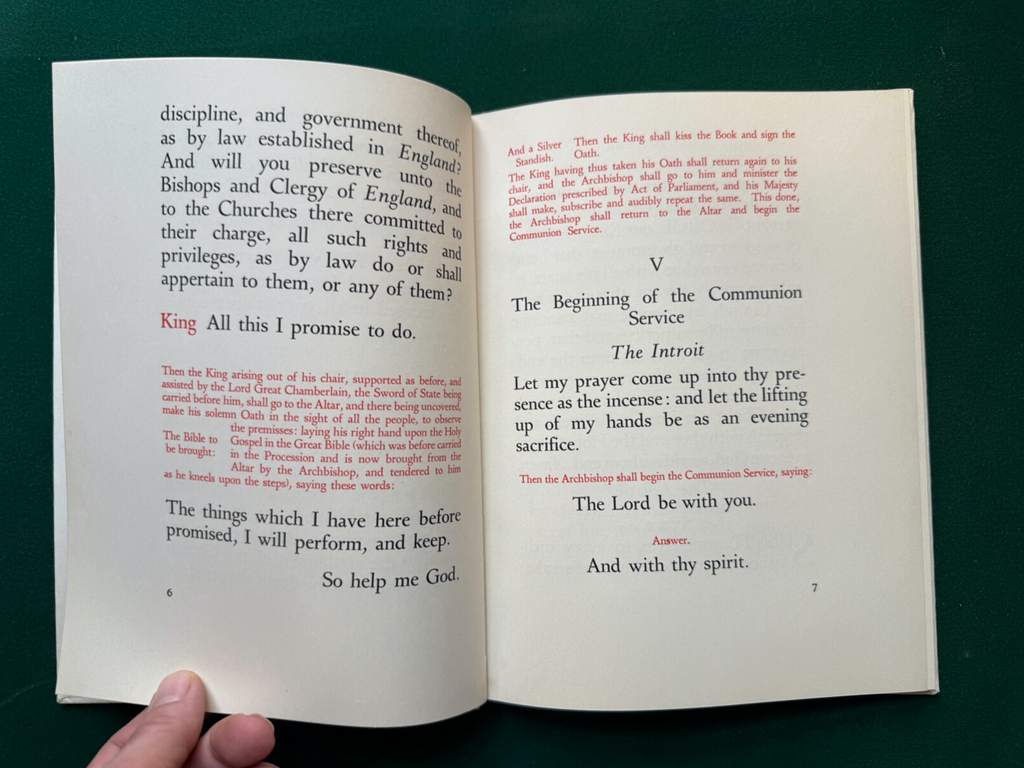 discipline, and government thereof,
as by law established in England?
And will you preserve unto the
Bishops and Clergy of England, and
to the Churches there committed to
their charge, all such rights and
privileges, as by law do or shall
appertain to them, or any of them?
King All this I promise to do.
Then the King arising out of his chair, supported as before, and
assisted by the Lord Great Chamberlain, the Sword of State being
carried before him, shall go to the Altar, and there being uncovered,
make his solemn Oath in the sight of all the people, to observe
the premisses: laying his right hand upon the Holy
The Bible to Gospel in the Great Bible (which was before carried
be brought: in the Procession and is now brought from the
Altar by the Archbishop, and tendered to him
as he kneels upon the steps), saying these words:
The things which I have here before
promised, I will perform, and keep.
So help me God.
6
And a Silver Then the King shall kiss the Book and sign the
Standish. Oath.
The King having thus taken his Oath shall return again to his
chair, and the Archbishop shall go to him and minister the
Declaration prescribed by Act of Parliament, and his Majesty
shall make, subscribe and audibly repeat the same. This done,
the Archbishop shall return to the Altar and begin the
Communion Service.
V
The Beginning of the Communion
Service
The Introit
Let my prayer come up into thy pre-
sence as the incense: and let the lifting
up of my hands be as an evening
sacrifice.
Then the Archbishop shall begin the Communion Service, saying:
The Lord be with you.
Answer.
And with thy spirit.
7